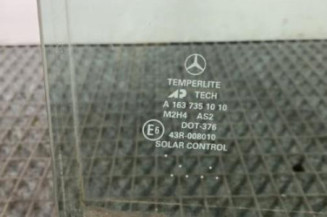 TEMPERLITE
AP TECH
A 163 735 10 10
M2H4 AS2
DOT-376
E6 43R-008010
SOLAR CONTROL